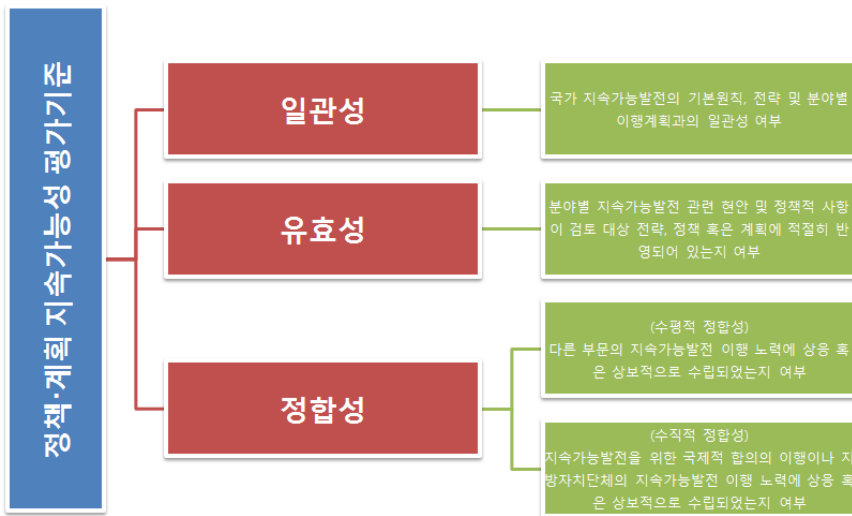 정책·계획 지속가능성 평가기준
일관성
국가 지속가능발전의 기본원칙, 전략 및 분야별
이행계획과의 일관성 여부
유효성
분야별 지속가능발전 관련 현안 및 정책적 사항
이 검토 대상 전략, 정책 혹은 계획에 적절히 반
영되어 있는지 여부
정합성
(수평적 정합성)
다른 부문의 지속가능발전 이행 노력에 상응 혹
은 상보적으로 수립되었는지 여부
(수직적 정합성)
지속가능발전을 위한 국제적 합의의 이행이나 지
방자치단체의 지속가능발전 이행 노력에 상응 혹
은 상보적으로 수립되었는지 여부